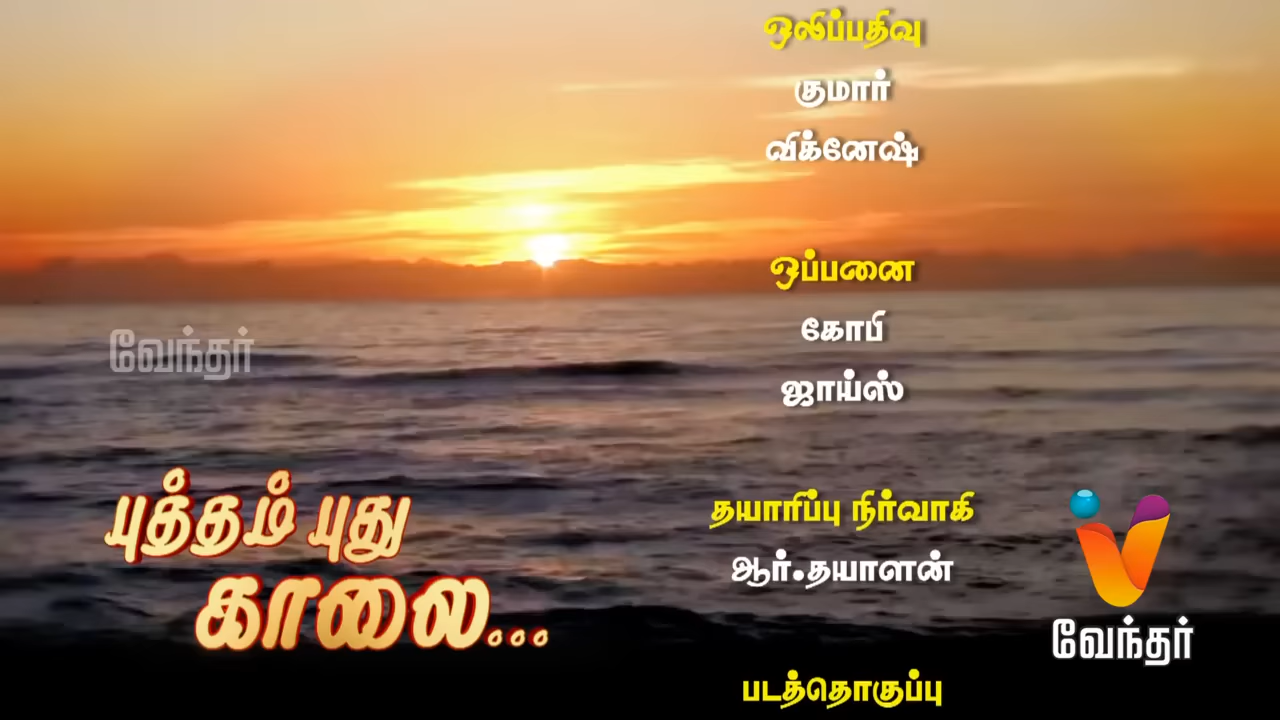 ஒலிப்பதிவு
குமார்
விக்னேஷ்
ஒப்பனை
கோபி
ஜாய்ஸ்
தயாரிப்பு நிர்வாகி
ஆர்.தயாளன்
படத்தொகுப்பு
வேந்தர்
புத்தம் புது
காலை...
வேந்தர்